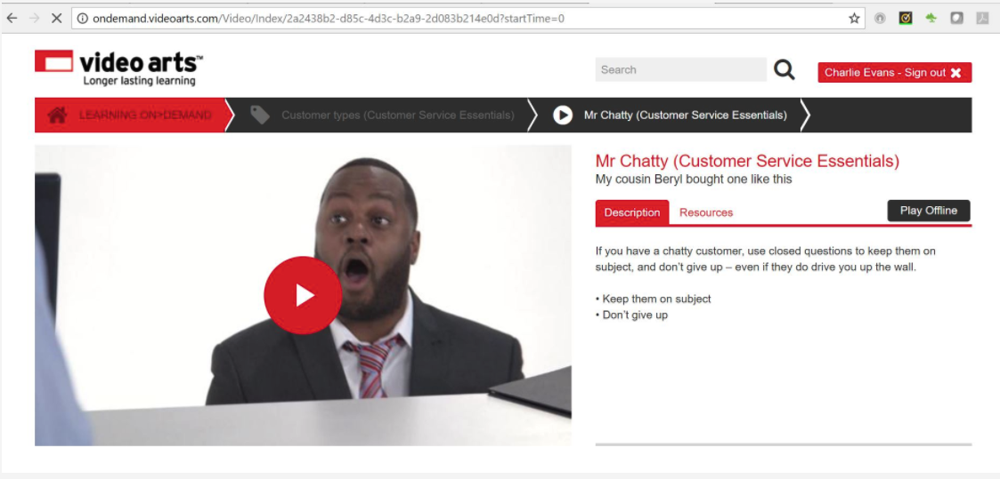 ondemand.videoarts.com/Video/Index/2a2438b2-d85c-4d3c-b2a9-2d083b214e0d?startTime=0
video arts™
Longer lasting learning
Search
Charlie Evans - Sign out
LEARNING ON>DEMAND
Customer types (Customer Service Essentials)
Mr Chatty (Customer Service Essentials)
Mr Chatty (Customer Service Essentials)
My cousin Beryl bought one like this
Description
Resources
Play Offline
If you have a chatty customer, use closed questions to keep them on
subject, and don’t give up – even if they do drive you up the wall.
• Keep them on subject
• Don’t give up